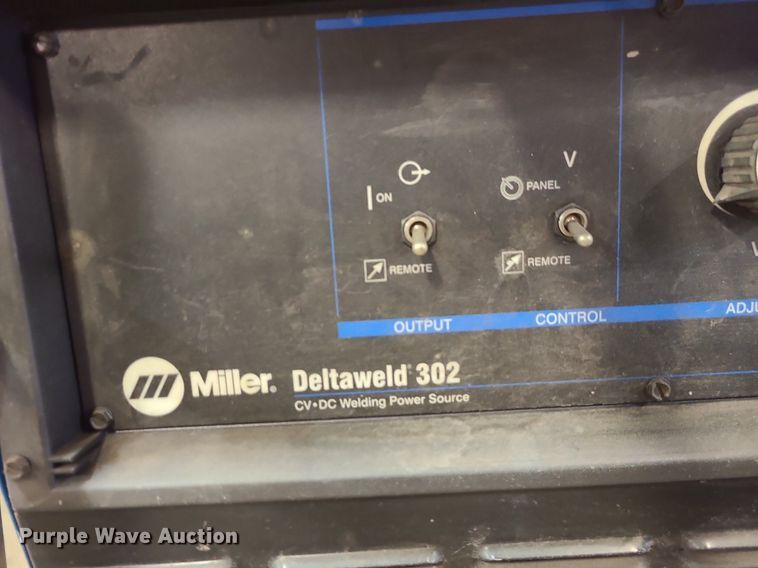 V
PANEL
ON
REMOTE
REMOTE
OUTPUT
CONTROL
Miller® Deltaweld® 302
CV•DC Welding Power Source
Purple Wave Auction